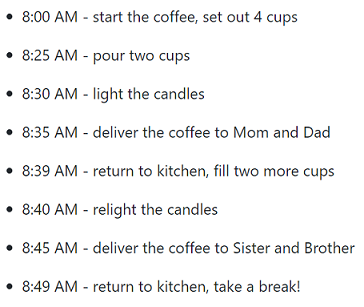 • 8:00 AM - start the coffee, set out 4 cups
• 8:25 AM - pour two cups
• 8:30 AM - light the candles
• 8:35 AM - deliver the coffee to Mom and Dad
• 8:39 AM - return to kitchen, fill two more cups
• 8:40 AM - relight the candles
• 8:45 AM - deliver the coffee to Sister and Brother
• 8:49 AM - return to kitchen, take a break!